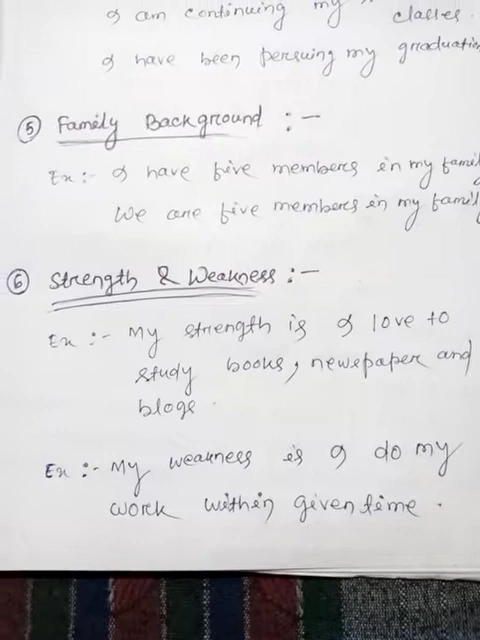 I am continuing my classes.
I have been persuing my graduation
⑤ Family Background :-
Ex :- I have five members in my family
We are five members in my family
⑥ Strength & Weakness :-
Ex :- My strength is I love to
study books, newspaper and
blogs.
Ex :- My weakness is I do my
work within given time.